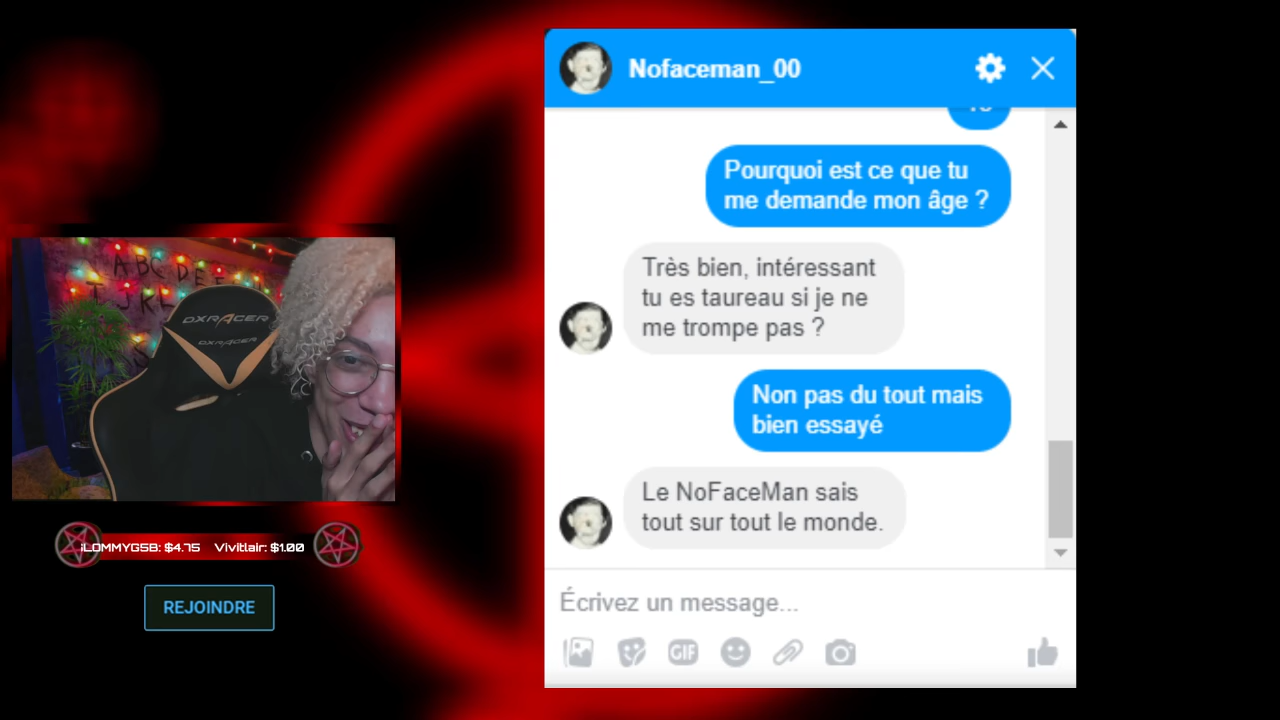 Nofaceman_00
Pourquoi est ce que tu
me demande mon âge ?
Très bien, intéressant
tu es taureau si je ne
me trompe pas ?
Non pas du tout mais
bien essayé
Le NoFaceMan sais
tout sur tout le monde.
Écrivez un message...
GIF
A B C D E
J K L
DXRACER
DXRACER
iLOMMYGSB: $4.75 Vivitlair: $1.00
REJOINDRE